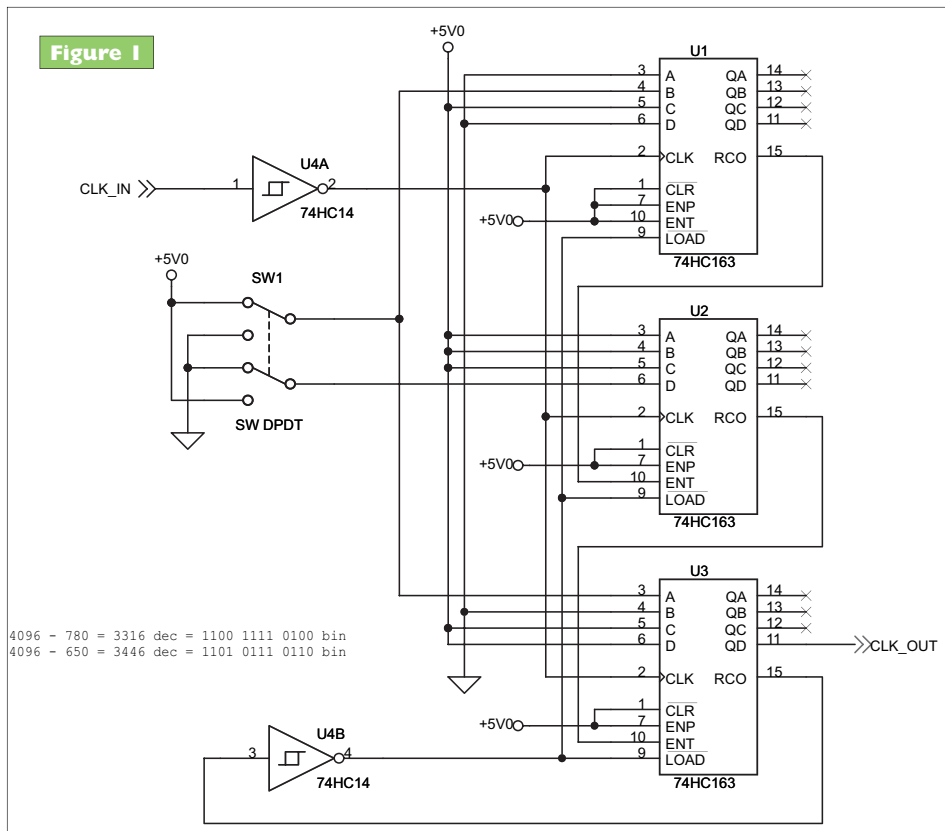 Figure 1
+5V0
U1
3 A QA 14
4 B QB 13
5 C QC 12
6 D QD 11
2 CLK RCO 15
1 CLR
7 ENP
10 ENT
9 LOAD
+5V0
74HC163
CLK_IN
1
U4A
2
74HC14
+5V0
SW1
SW DPDT
U2
3 A QA 14
4 B QB 13
5 C QC 12
6 D QD 11
2 CLK RCO 15
1 CLR
7 ENP
10 ENT
9 LOAD
+5V0
74HC163
U3
3 A QA 14
4 B QB 13
5 C QC 12
6 D QD 11
CLK_OUT
2 CLK RCO 15
1 CLR
7 ENP
10 ENT
9 LOAD
+5V0
74HC163
4096 - 780 = 3316 dec = 1100 1111 0100 bin
4096 - 650 = 3446 dec = 1101 0111 0110 bin
3
U4B
4
74HC14